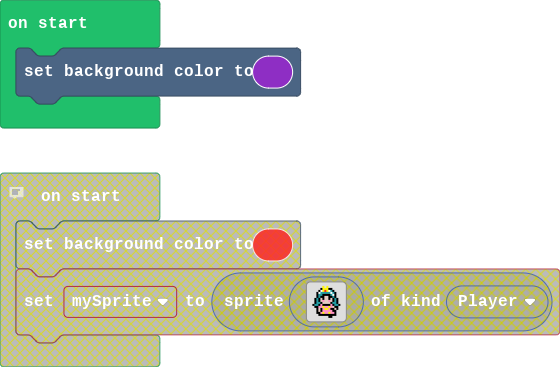 on start
set background color to
on start
set background color to
set mySprite to sprite of kind Player